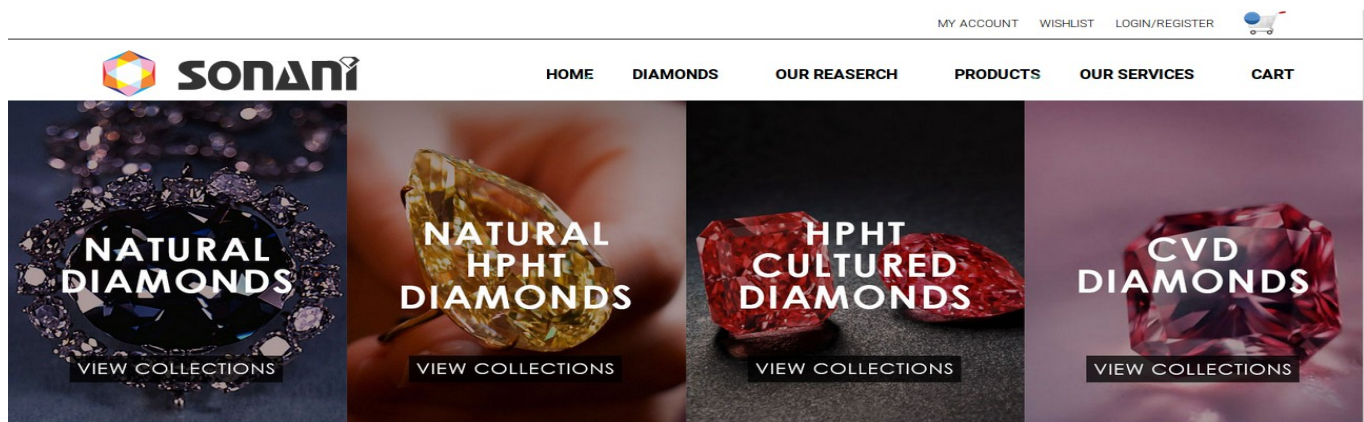 MY ACCOUNT WISHLIST LOGIN/REGISTER
SONANI
HOME DIAMONDS OUR REASERCH PRODUCTS OUR SERVICES CART
NATURAL
DIAMONDS
VIEW COLLECTIONS
NATURAL
HPHT
DIAMONDS
VIEW COLLECTIONS
HPHT
CULTURED
DIAMONDS
VIEW COLLECTIONS
CVD
DIAMONDS
VIEW COLLECTIONS